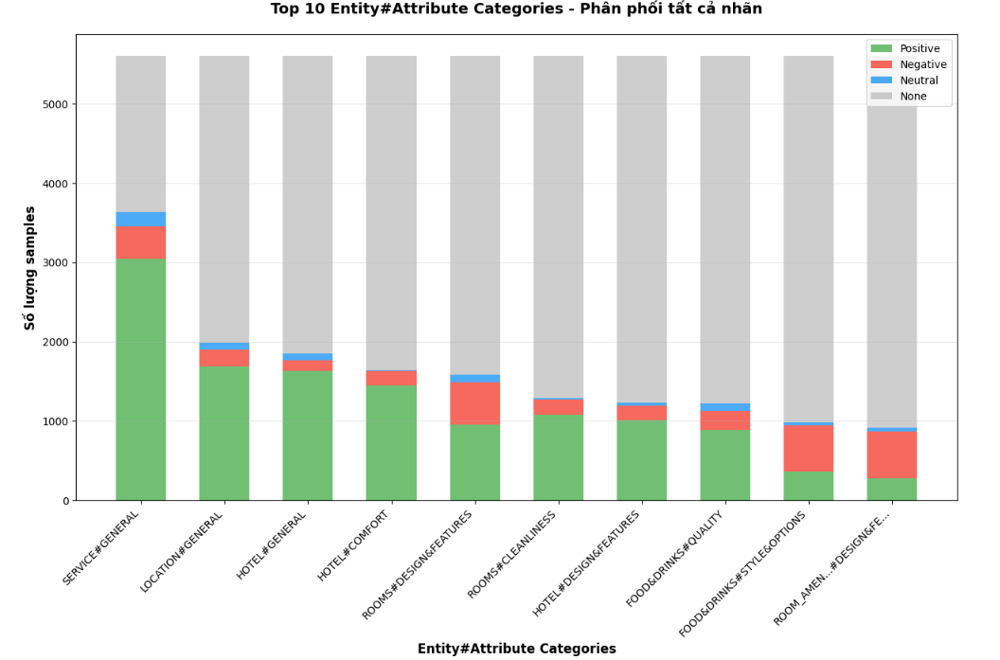 Top 10 Entity#Attribute Categories - Phân phối tất cả nhãn
Positive
Negative
Neutral
None
Số lượng samples
5000
4000
3000
2000
1000
0
SERVICE#GENERAL
LOCATION#GENERAL
HOTEL#GENERAL
HOTEL#COMFORT
ROOMS#DESIGN&FEATURES
ROOMS#CLEANLINESS
HOTEL#DESIGN&FEATURES
FOOD&DRINKS#QUALITY
FOOD&DRINKS#STYLE&OPTIONS
ROOM_AMEN...#DESIGN&FE...
Entity#Attribute Categories